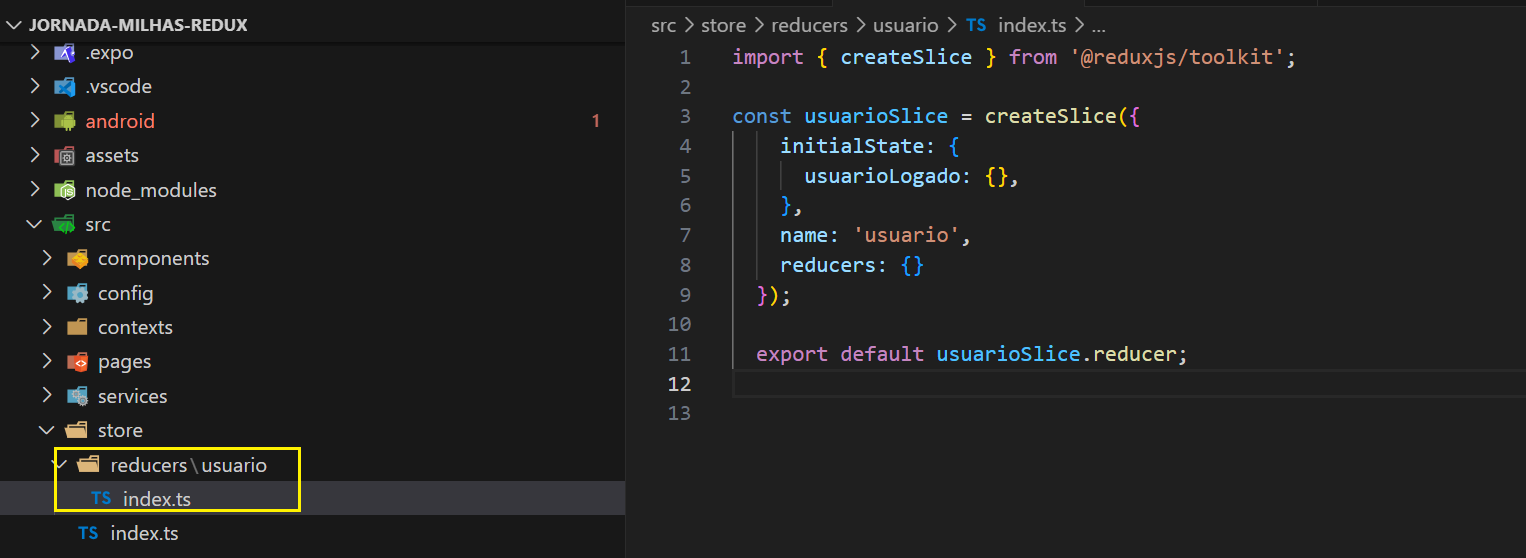 JORNADA-MILHAS-REDUX
.expo
.vscode
android 1
assets
node_modules
src
components
config
contexts
pages
services
store
reducers\usuario
TS index.ts
TS index.ts
src > store > reducers > usuario > TS index.ts > ...
1 import { createSlice } from '@reduxjs/toolkit';
2
3 const usuarioSlice = createSlice({
4 initialState: {
5 usuarioLogado: {},
6 },
7 name: 'usuario',
8 reducers: {}
9 });
10
11 export default usuarioSlice.reducer;
12
13